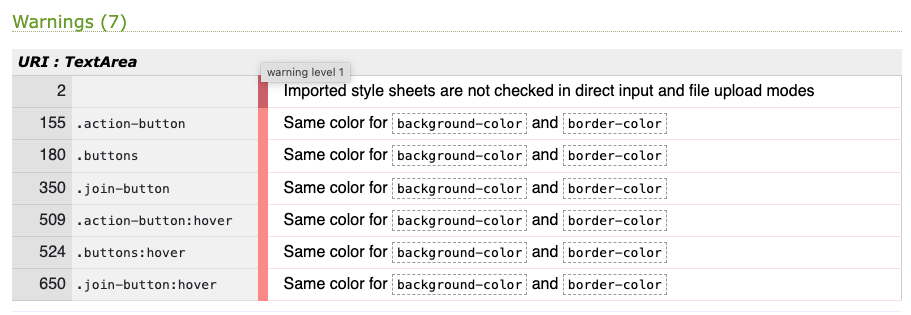 Warnings (7)
URI : TextArea
warning level 1
2 Imported style sheets are not checked in direct input and file upload modes
155 .action-button Same color for background-color and border-color
180 .buttons Same color for background-color and border-color
350 .join-button Same color for background-color and border-color
509 .action-button:hover Same color for background-color and border-color
524 .buttons:hover Same color for background-color and border-color
650 .join-button:hover Same color for background-color and border-color